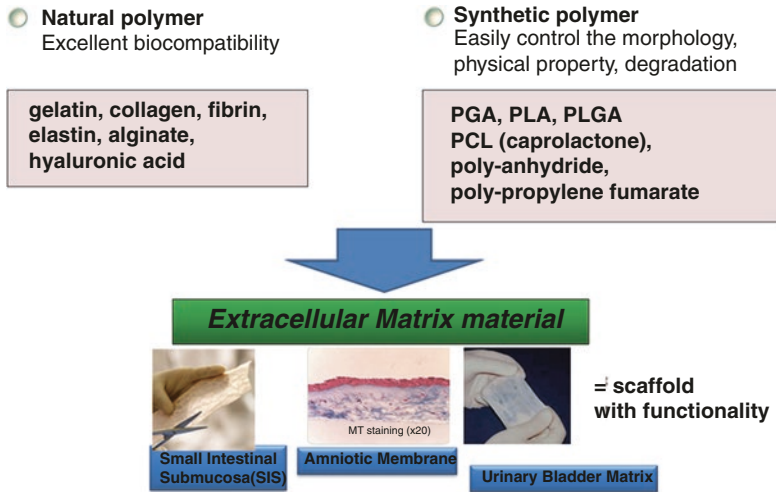 Natural polymer
Excellent biocompatibility
gelatin, collagen, fibrin,
elastin, alginate,
hyaluronic acid
Synthetic polymer
Easily control the morphology,
physical property, degradation
PGA, PLA, PLGA
PCL (caprolactone),
poly-anhydride,
poly-propylene fumarate
Extracellular Matrix material
MT staining (x20)
= scaffold
with functionality
Small Intestinal
Submucosa(SIS)
Amniotic Membrane
Urinary Bladder Matrix